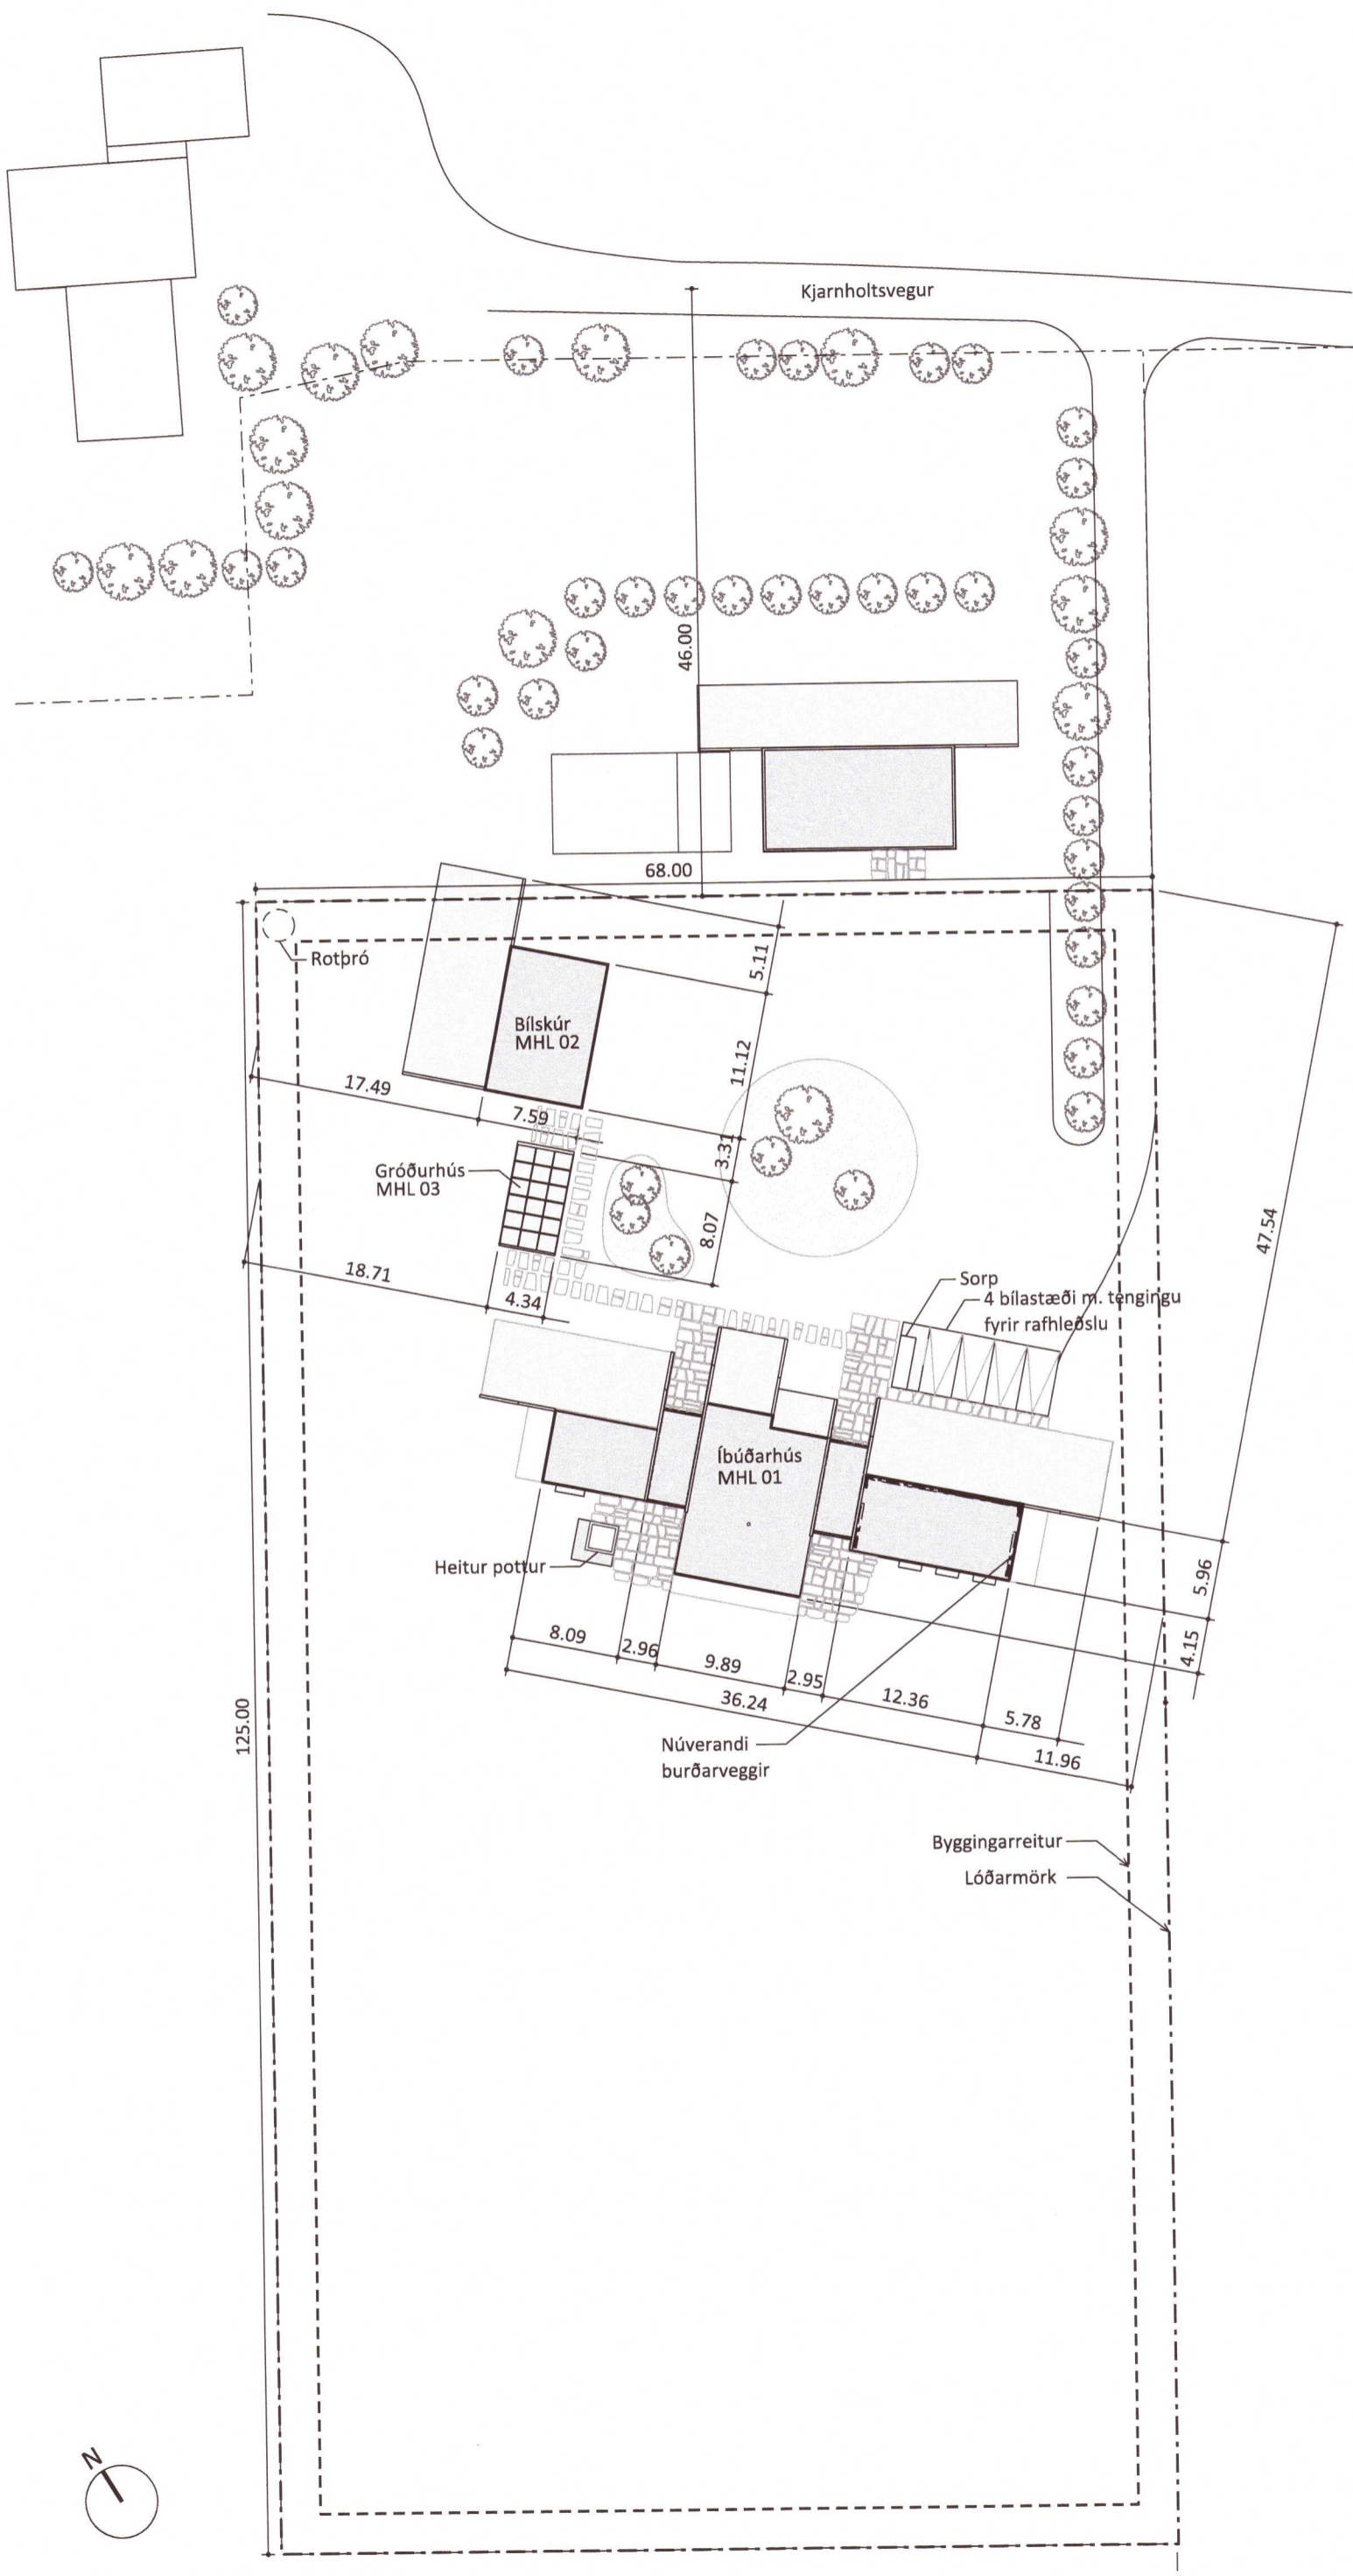 Kjarnholtsvegur
46.00
68.00
Rotþró
5.11
Bílskúr
MHL 02
11.12
17.49
7.59
3.31
Gróðurhús
MHL 03
8.07
47.54
18.71
4.34
Sorp
4 bílastæði m. tengingu
fyrir rafhleðslu
Íbúðarhús
MHL 01
Heitur pottur
5.96
4.15
8.09
2.96
9.89
2.95
12.36
36.24
5.78
11.96
125.00
Núverandi
burðarveggir
Byggingarreitur
Lóðarmörk
N